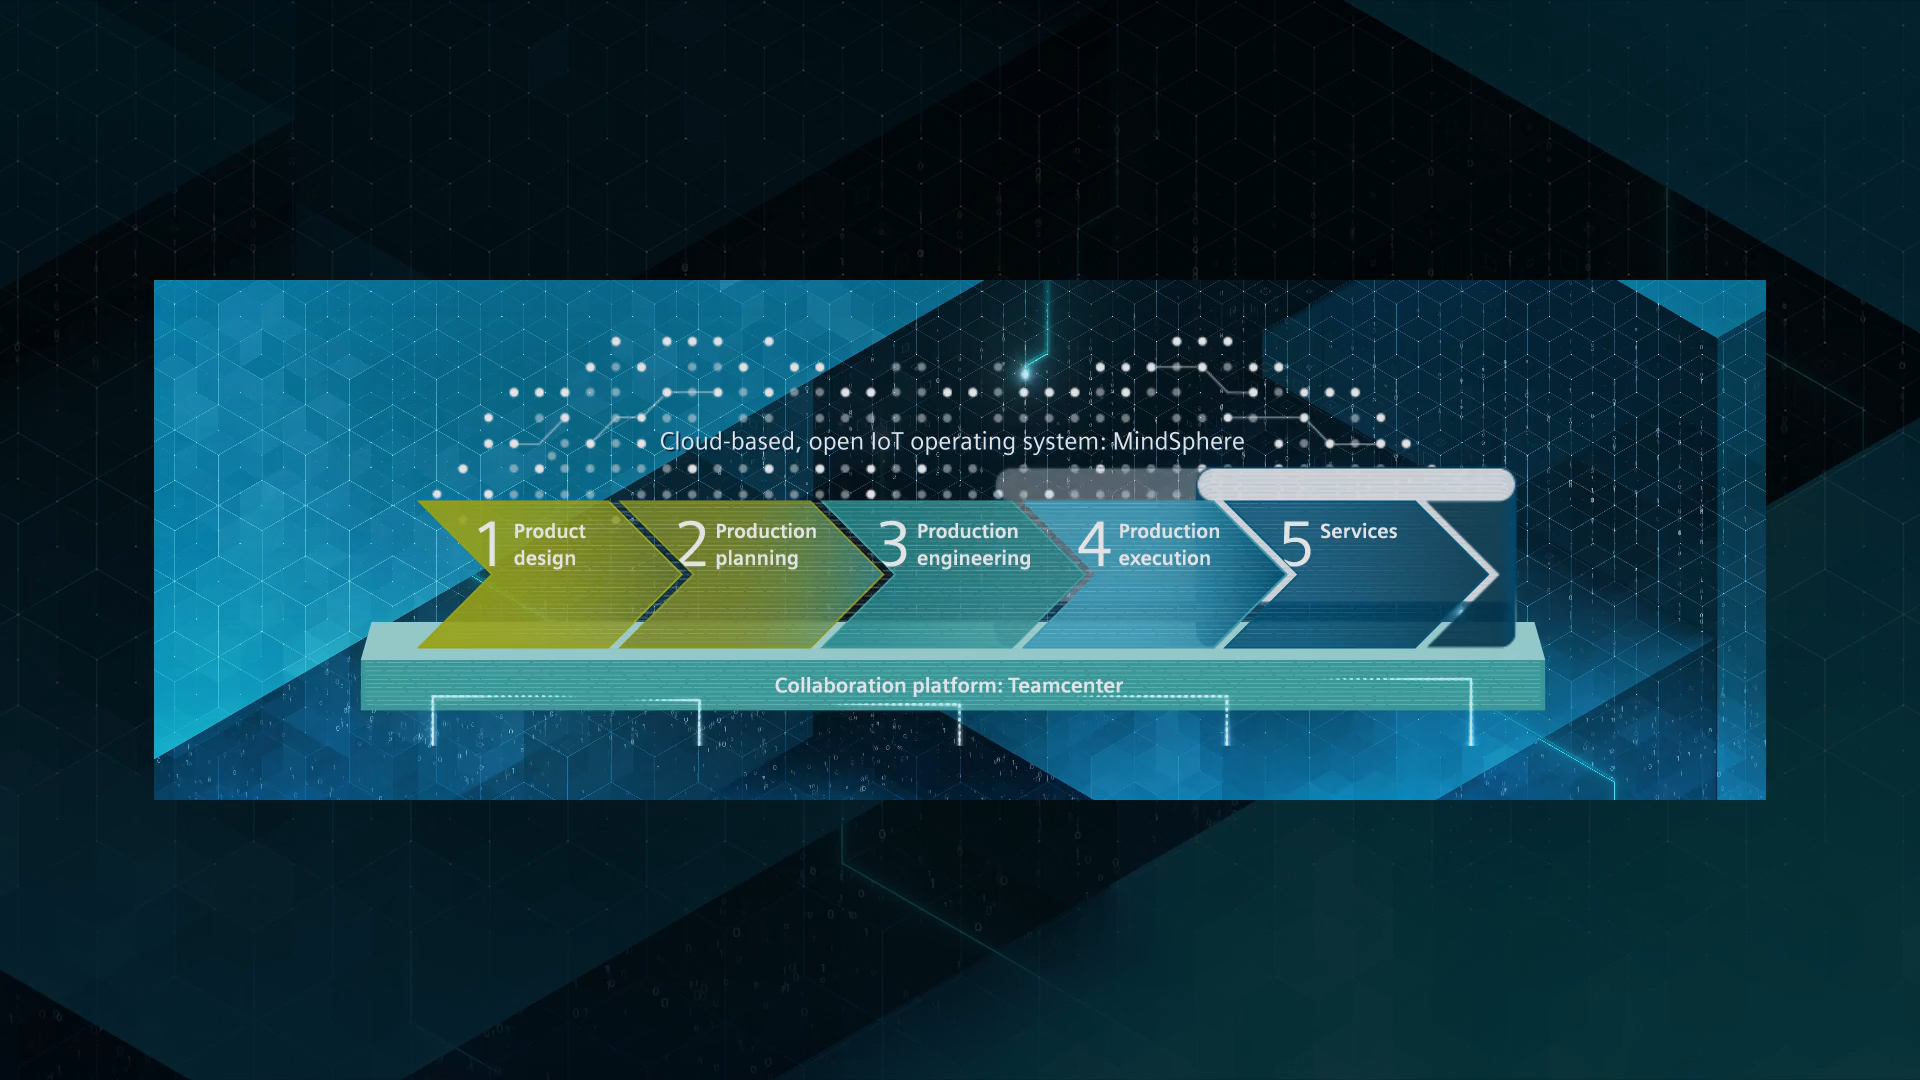 Cloud-based, open IoT operating system: MindSphere
1 Product
design
2 Production
planning
3 Production
engineering
4 Production
execution
5 Services
Collaboration platform: Teamcenter